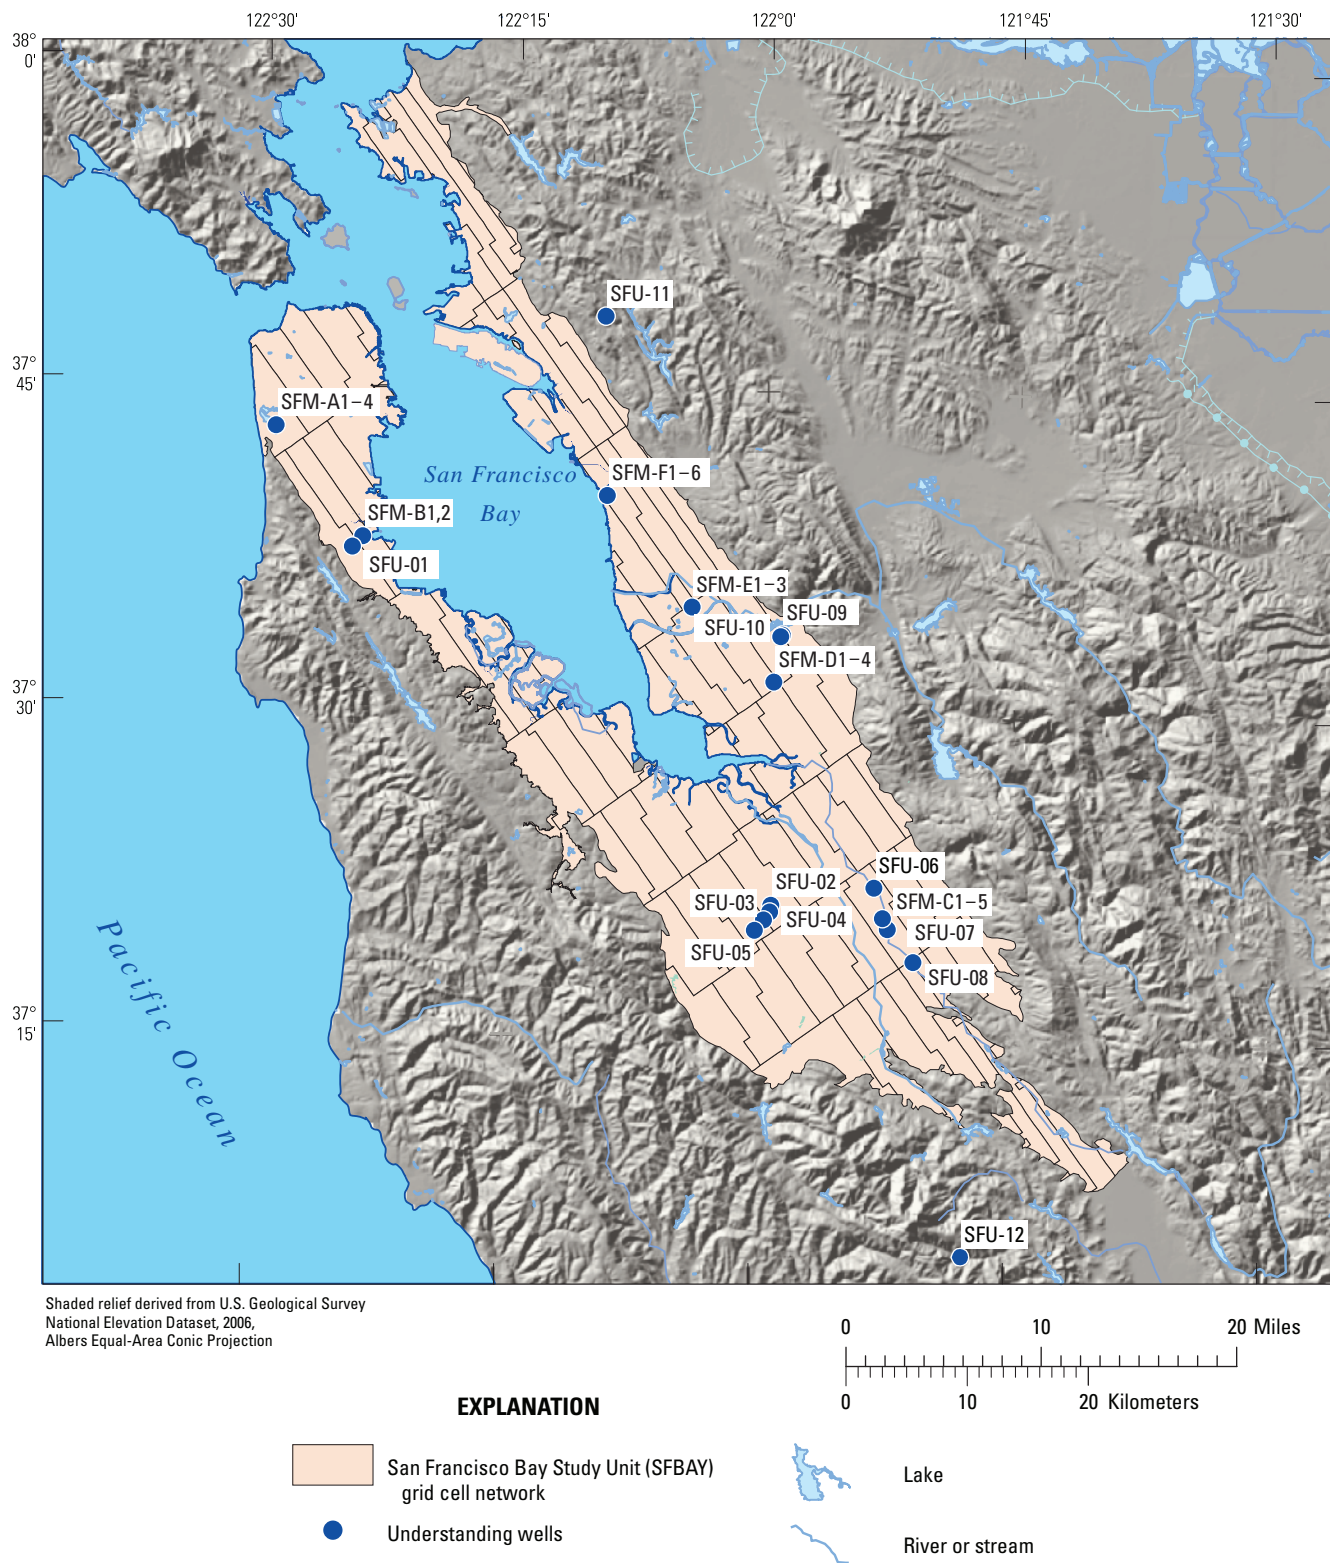 122°30'
122°15'
122°0'
121°45'
121°30'
38°
0'
SFU-11
37°
45'
SFM-A1–4
San Francisco
Bay
SFM-F1–6
SFM-B1,2
SFU-01
SFM-E1–3
SFU-09
SFU-10
SFM-D1–4
37°
30'
SFU-06
SFU-02
SFU-03
SFM-C1–5
SFU-04
SFU-07
SFU-05
SFU-08
Pacific Ocean
37°
15'
SFU-12
Shaded relief derived from U.S. Geological Survey
National Elevation Dataset, 2006,
Albers Equal-Area Conic Projection
0 10 20 Miles
0 10 20 Kilometers
EXPLANATION
San Francisco Bay Study Unit (SFBAY)
grid cell network
Understanding wells
Lake
River or stream